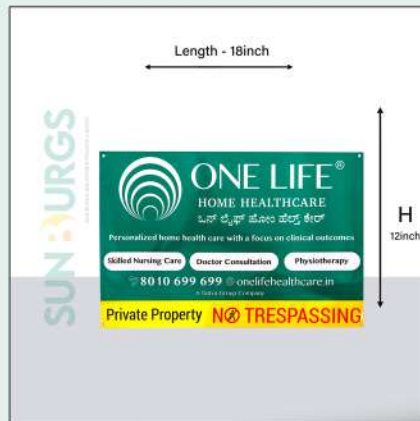 Length - 18inch
SUN BURGS
ONE LIFE®
HOME HEALTHCARE
ಒನ್ ಲೈಫ್ ಹೋಂ ಹೆಲ್ತ್ ಕೇರ್
Personalized home health care with a focus on clinical outcomes
Skilled Nursing Care Doctor Consultation Physiotherapy
8010 699 699 onelifehealthcare.in
Private Property NO TRESPASSING
H
12inch